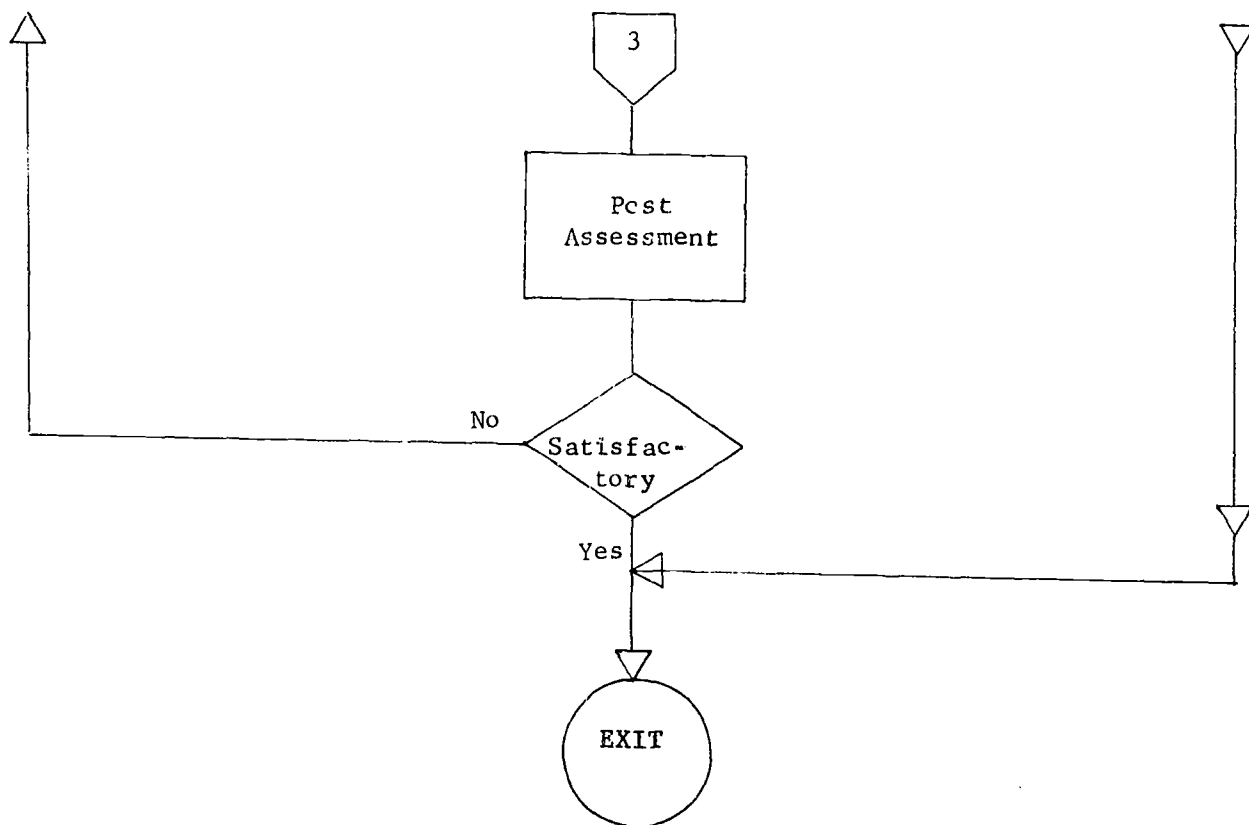 3
Post
Assessment
No
Satisfac-
tory
Yes
EXIT